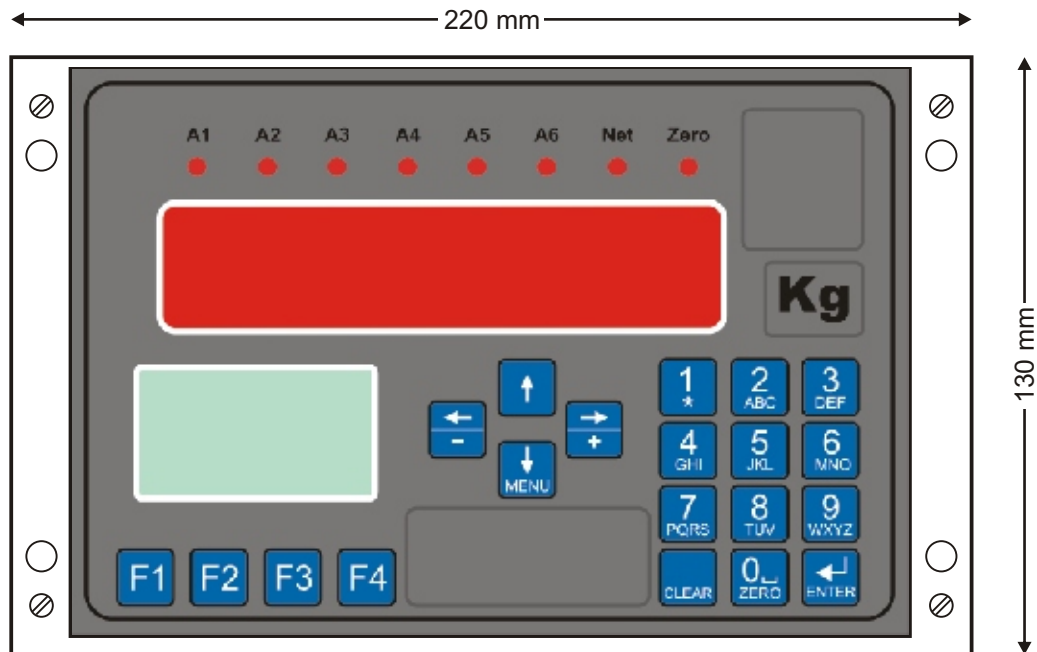 220 mm
A1 A2 A3 A4 A5 A6 Net Zero
Kg
130 mm
1 2 3
* ABC DEF
- +
4 5 6
GHI JKL MNO
MENU
7 8 9
PQRS TUV WXYZ
F1 F2 F3 F4
0⎵
CLEAR ZERO ENTER